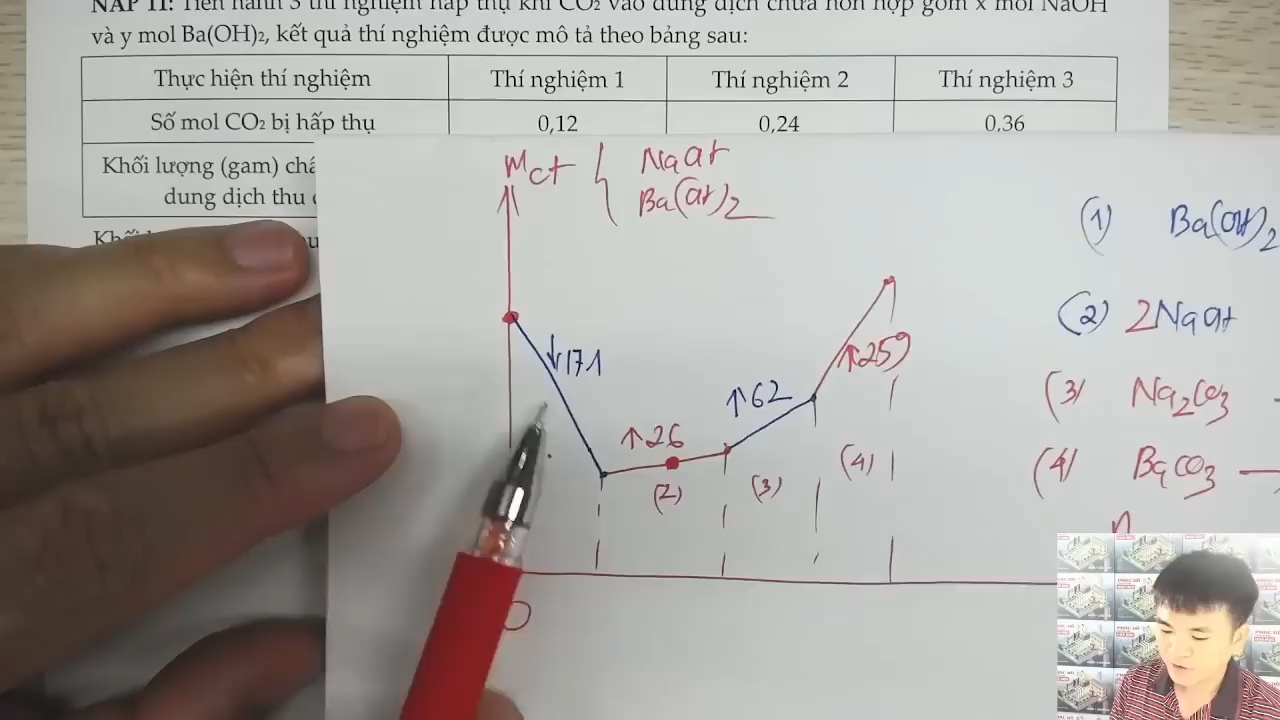 NAP 11: Tiến hành 3 thí nghiệm hấp thụ khí CO₂ vào dung dịch chứa hỗn hợp gồm x mol NaOH
và y mol Ba(OH)₂, kết quả thí nghiệm được mô tả theo bảng sau:
Thực hiện thí nghiệm Thí nghiệm 1 Thí nghiệm 2 Thí nghiệm 3
Số mol CO₂ bị hấp thụ 0,12 0,24 0,36
Khối lượng (gam) chấ
dung dịch thu
mct { NaOH
Ba(OH)₂
(1) Ba(OH)₂
(2) 2NaOH
↓171
↑259
↑62
(3) Na₂CO₃
↑26
(2) (3) (4)
(4) BaCO₃
n
O